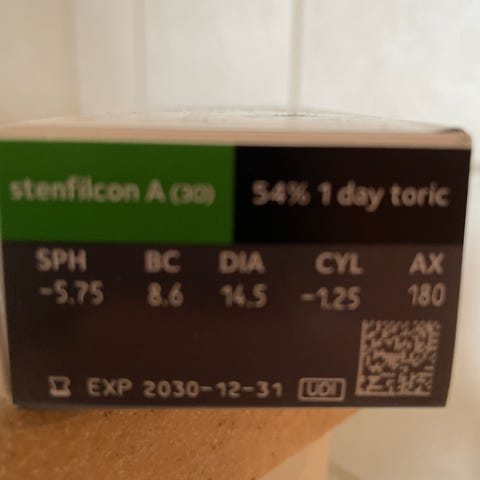 stenfilcon A (30) 54% 1 day toric
SPH BC DIA CYL AX
-5.75 8.6 14.5 -1.25 180
EXP 2030-12-31 UDI